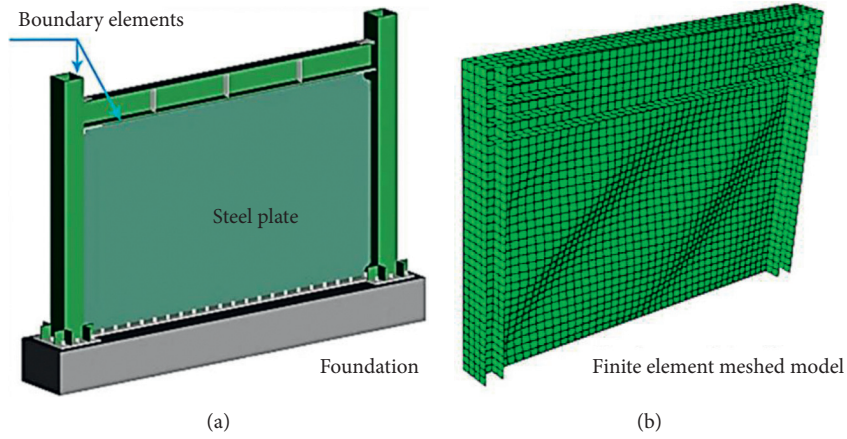 Boundary elements
Steel plate
Foundation
Finite element meshed model
(a)
(b)